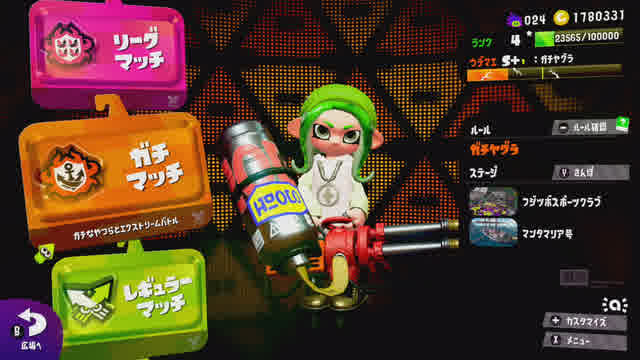 リーグ
マッチ
ガチ
マッチ
ガチなやつらとエクストリームバトル
レギュラー
マッチ
B
広場へ
024
1780331
ランク
4
23565/100000
ウデマエ
S+
:ガチヤグラ
ルール
ルール確認
ガチヤグラ
ステージ
Y
さんぽ
フジツボスポーツクラブ
マンタマリア号
+
カスタマイズ
X
メニュー